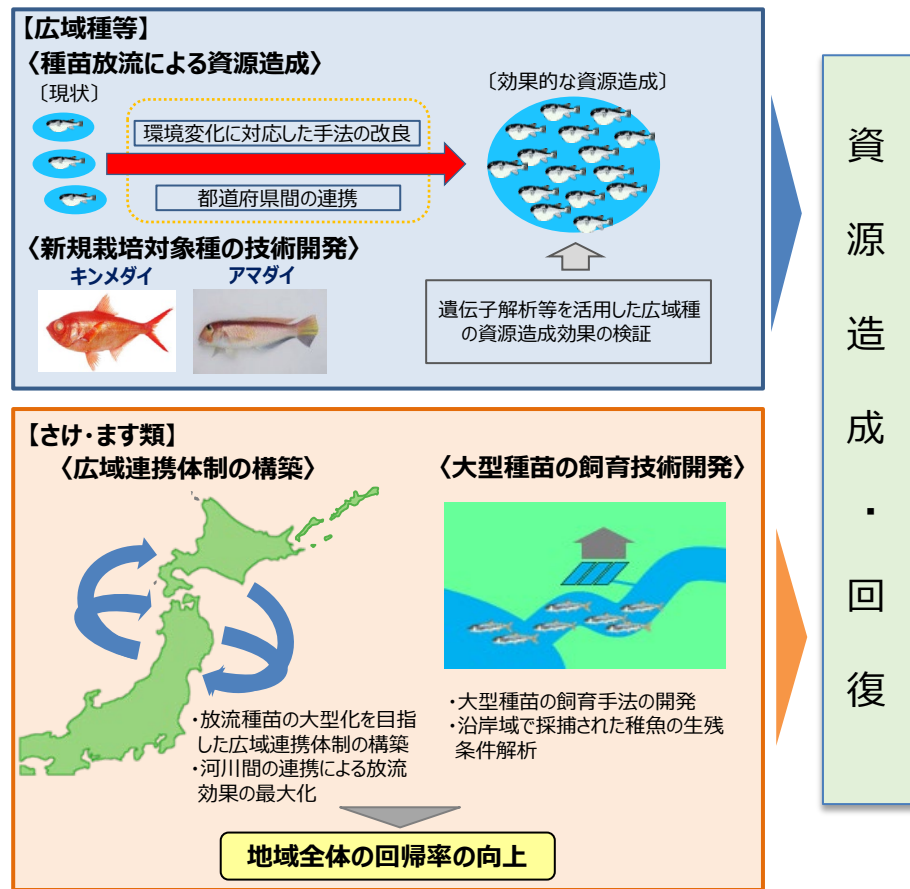 【広域種等】
〈種苗放流による資源造成〉
〔現状〕
〔効果的な資源造成〕
環境変化に対応した手法の改良
都道府県間の連携
〈新規栽培対象種の技術開発〉
キンメダイ
アマダイ
遺伝子解析等を活用した広域種
の資源造成効果の検証
【さけ・ます類】
〈広域連携体制の構築〉
〈大型種苗の飼育技術開発〉
・放流種苗の大型化を目指
した広域連携体制の構築
・河川間の連携による放流
効果の最大化
・大型種苗の飼育手法の開発
・沿岸域で採捕された稚魚の生残
条件解析
地域全体の回帰率の向上
資源造成・回復